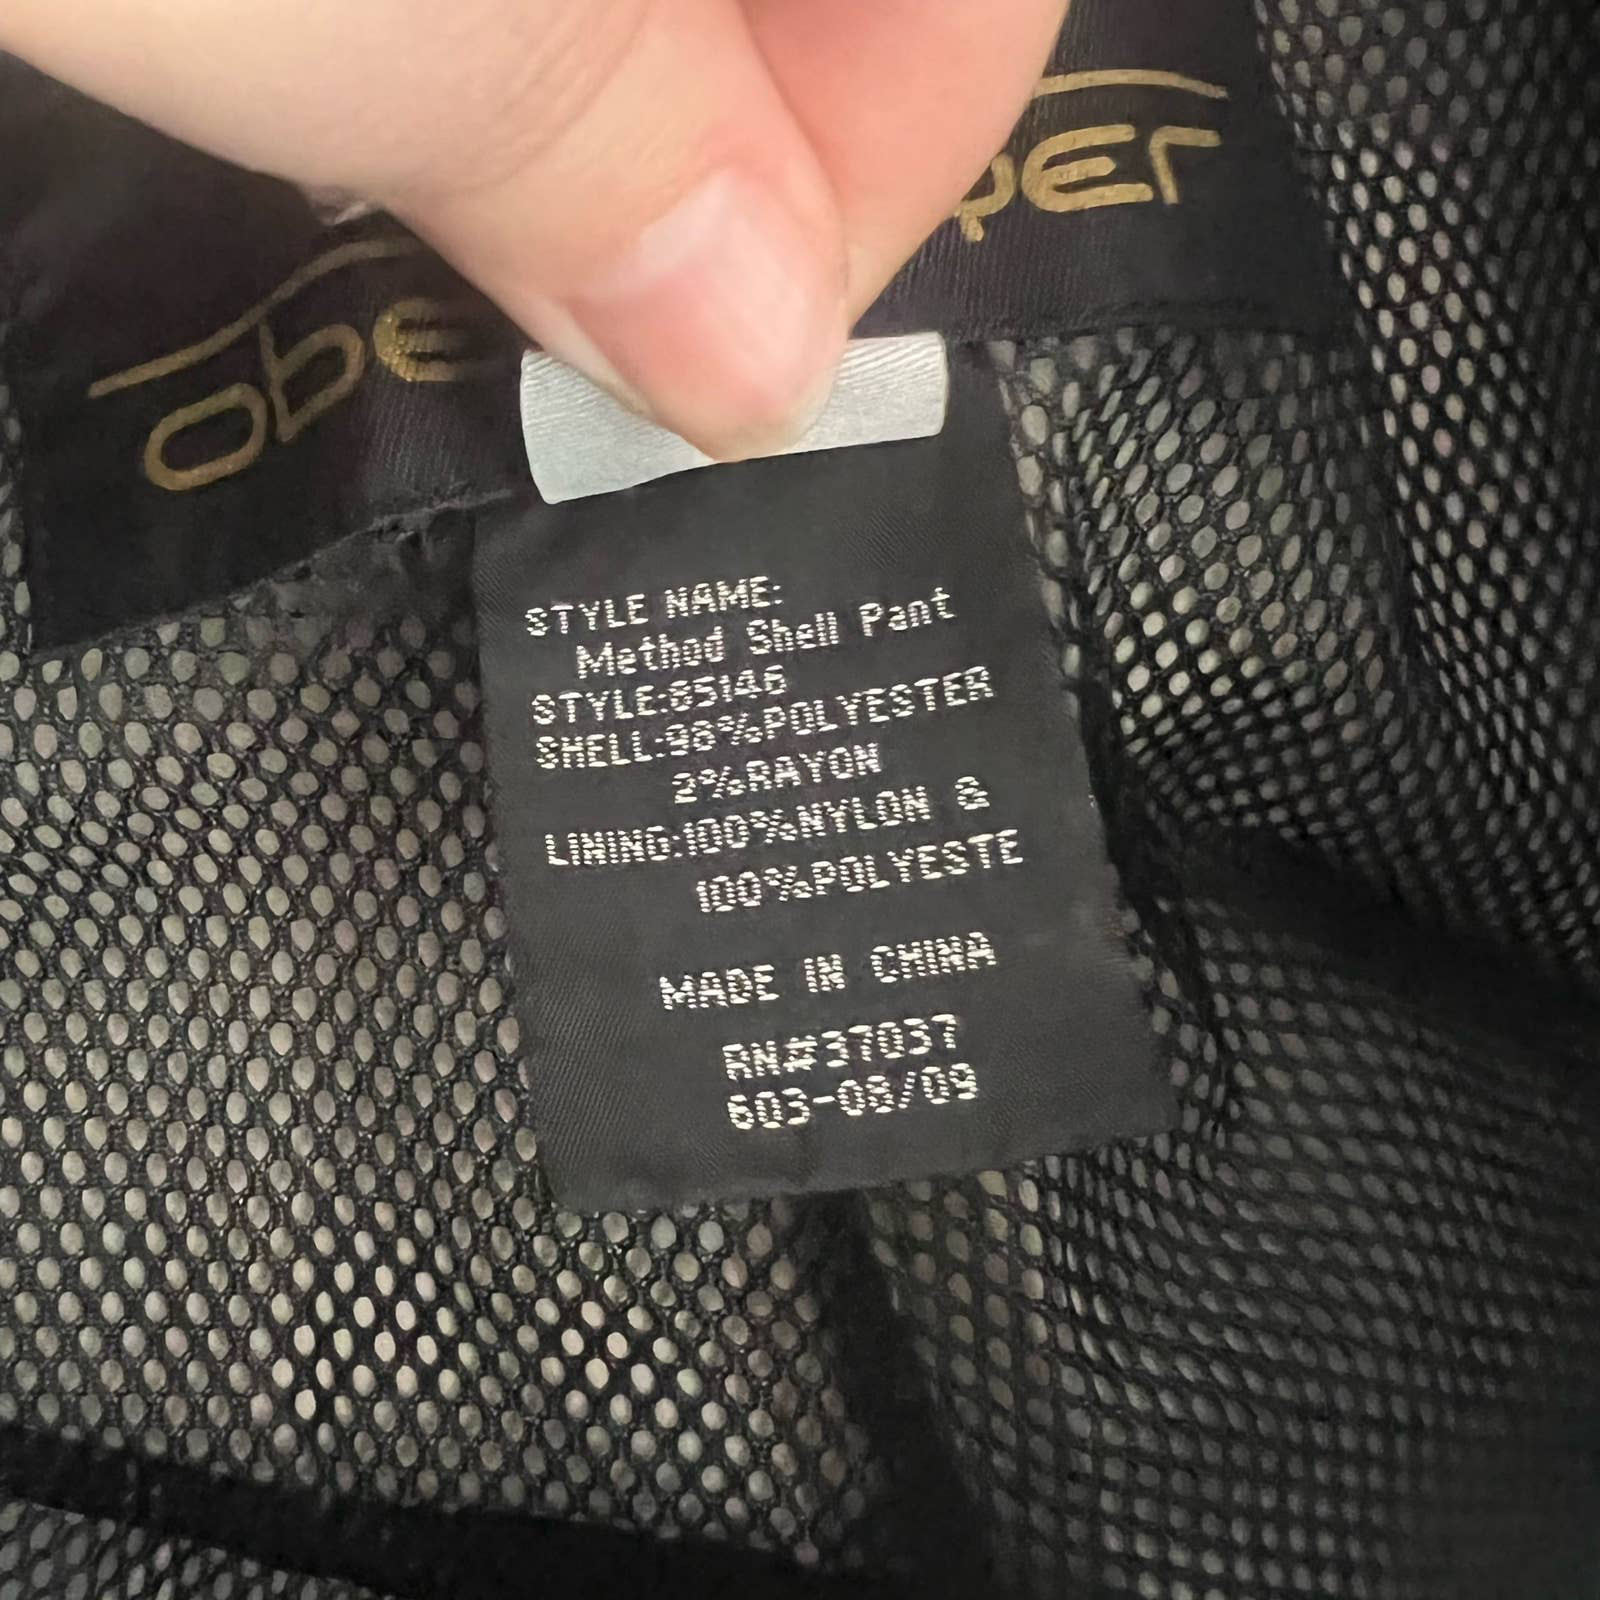 obe
yer
STYLE NAME:
Method Shell Pant
STYLE:85146
SHELL:98%POLYESTER
2%RAYON
LINING:100%NYLON &
100%POLYESTE
MADE IN CHINA
RN#37037
603-08/09